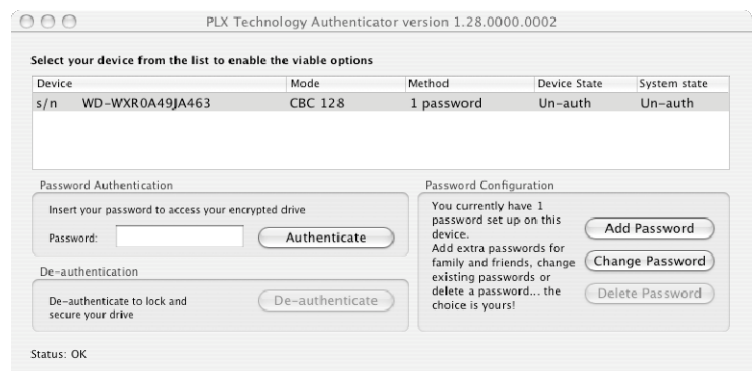 PLX Technology Authenticator version 1.28.0000.0002
Select your device from the list to enable the viable options
Device Mode Method Device State System state
s/n WD-WXR0A49JA463 CBC 128 1 password Un-auth Un-auth
Password Authentication
Insert your password to access your encrypted drive
Password: Authenticate
De-authentication
De-authenticate to lock and
secure your drive
De-authenticate
Password Configuration
You currently have 1
password set up on this
device.
Add extra passwords for
family and friends, change
existing passwords or
delete a password... the
choice is yours!
Add Password
Change Password
Delete Password
Status: OK